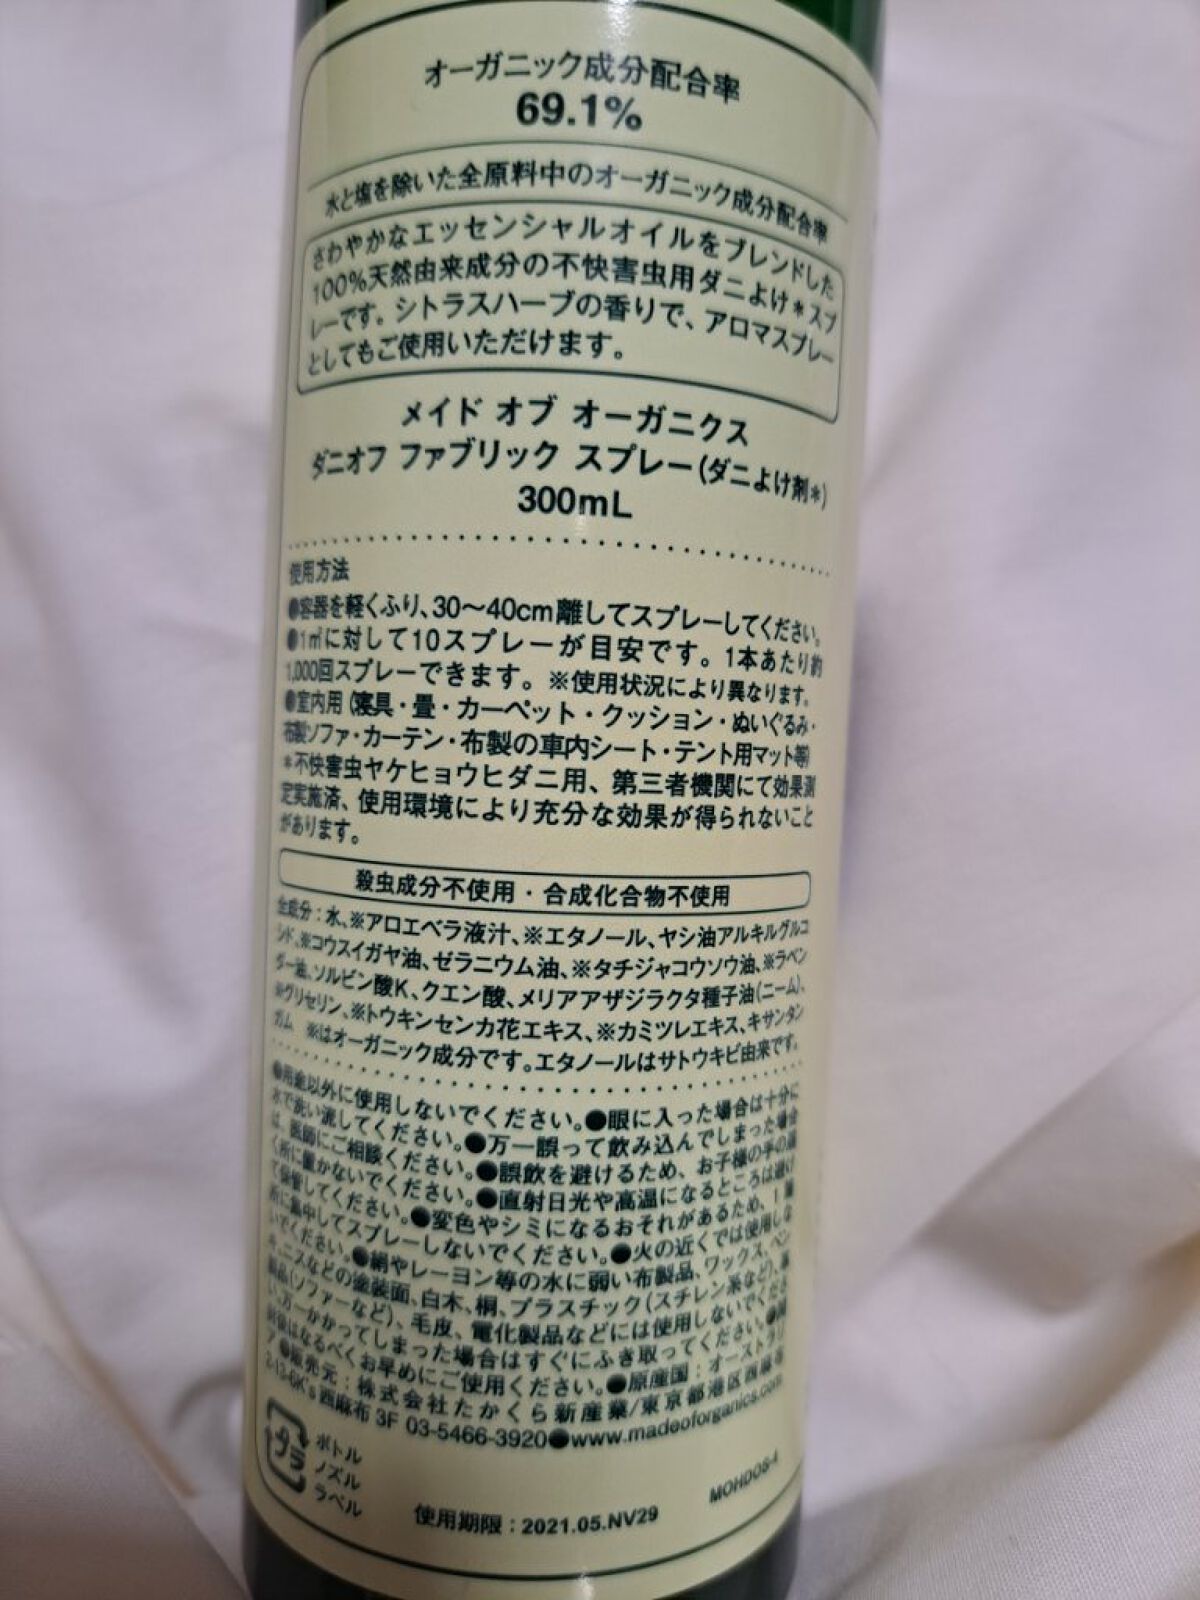 オーガニック成分配合率
69.1%
水と塩を除いた全原料中のオーガニック成分配合率
さわやかなエッセンシャルオイルをブレンドした
100%天然由来成分の不快害虫用ダニよけ*スプ
レーです。シトラスハーブの香りで、アロマスプレー
としてもご使用いただけます。
メイド オブ オーガニクス
ダニオフ ファブリック スプレー(ダニよけ剤*)
300mL
使用方法
●容器を軽くふり、30〜40cm離してスプレーしてください。
●1㎡に対して10スプレーが目安です。1本あたり約
1,000回スプレーできます。※使用状況により異なります。
●室内用(寝具・畳・カーペット・クッション・ぬいぐるみ・
布製ソファ・カーテン・布製の車内シート・テント用マット等)
*不快害虫ヤケヒョウヒダニ用、第三者機関にて効果測
定実施済、使用環境により充分な効果が得られないこと
があります。
殺虫成分不使用・合成化合物不使用
全成分:水、※アロエベラ液汁、※エタノール、ヤシ油アルキルグルコ
シド、※コウスイガヤ油、ゼラニウム油、※タチジャコウソウ油、※ラベン
ダー油、ソルビン酸K、クエン酸、メリアアザジラクタ種子油(ニーム)、
※グリセリン、※トウキンセンカ花エキス、※カミツレエキス、キサンタン
ガム ※はオーガニック成分です。エタノールはサトウキビ由来です。
●用途以外に使用しないでください。●眼に入った場合は十分に
水で洗い流してください。●万一誤って飲み込んでしまった場合
は、医師にご相談ください。●誤飲を避けるため、お子様の手の届
く所に置かないでください。●直射日光や高温になるところは避け
て保管してください。●変色やシミになるおそれがあるため、1箇
所に集中してスプレーしないでください。●火の近くでは使用しな
いでください。●絹やレーヨン等の水に弱い布製品、ワックス、ペン
キ、ニスなどの塗装面、白木、桐、プラスチック(スチレン系など)、革
製品(ソファーなど)、毛皮、電化製品などには使用しないでくださ
い。万一かかってしまった場合はすぐにふき取ってください。●開
封後はなるべくお早めにご使用ください。●原産国:オーストラリ
ア ●販売元:株式会社たかくら新産業/東京都港区西麻布
2-13-6K's西麻布 3F 03-5466-3920●www.madeoforganics.com
プラ
ボトル
ノズル
ラベル
MOHDOS-4
使用期限:2021.05.NV29